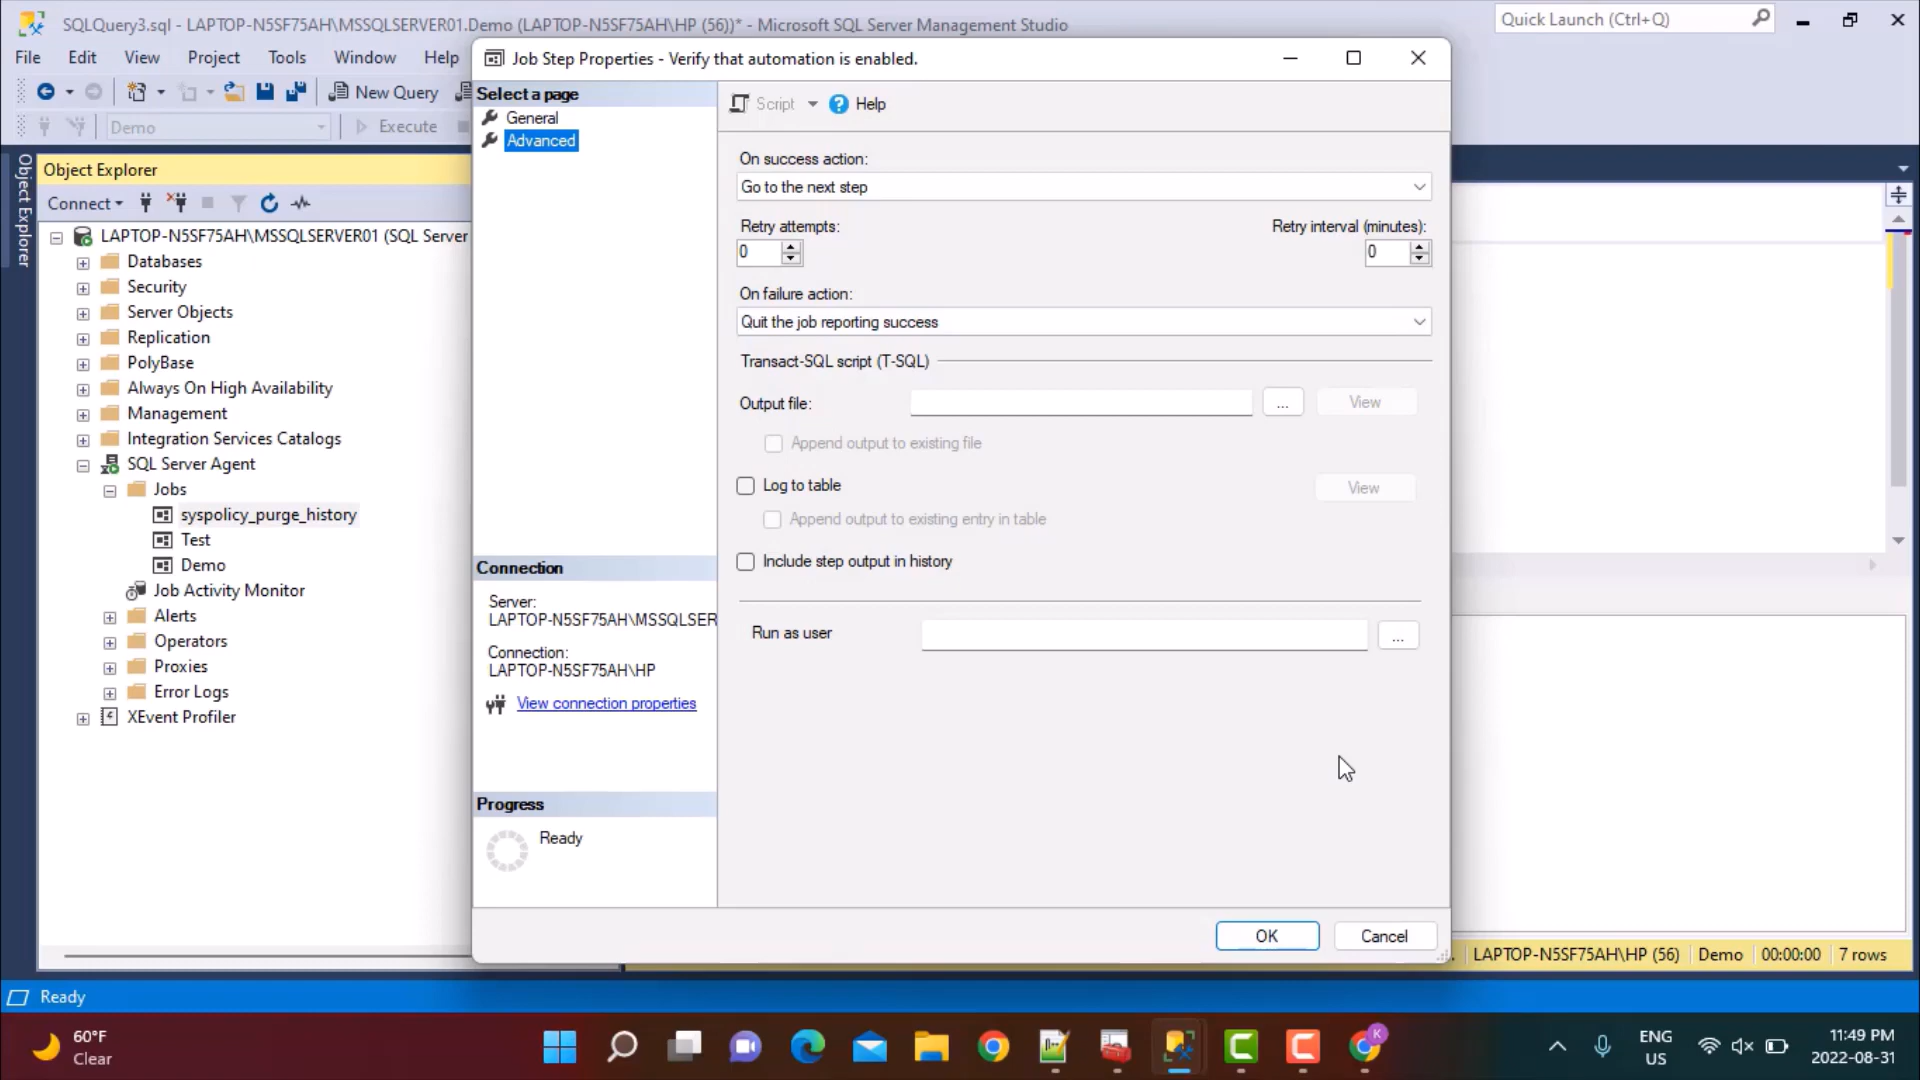 SQLQuery3.sql - LAPTOP-N5SF75AH\MSSQLSERVER01.Demo (LAPTOP-N5SF75AH\HP (56))* - Microsoft SQL Server Management Studio
Quick Launch (Ctrl+Q)
File Edit View Project Tools Window Help
New Query
Demo
Execute
Object Explorer
Object Explorer
Connect
LAPTOP-N5SF75AH\MSSQLSERVER01 (SQL Server
Databases
Security
Server Objects
Replication
PolyBase
Always On High Availability
Management
Integration Services Catalogs
SQL Server Agent
Jobs
syspolicy_purge_history
Test
Demo
Job Activity Monitor
Alerts
Operators
Proxies
Error Logs
XEvent Profiler
Job Step Properties - Verify that automation is enabled.
Select a page
General
Advanced
Connection
Server:
LAPTOP-N5SF75AH\MSSQLSER
Connection:
LAPTOP-N5SF75AH\HP
View connection properties
Progress
Ready
Script Help
On success action:
Go to the next step
Retry attempts: Retry interval (minutes):
0 0
On failure action:
Quit the job reporting success
Transact-SQL script (T-SQL)
Output file: ... View
Append output to existing file
Log to table View
Append output to existing entry in table
Include step output in history
Run as user ...
OK Cancel
LAPTOP-N5SF75AH\HP (56) Demo 00:00:00 7 rows
Ready
60°F
Clear
K
ENG
US
11:49 PM
2022-08-31